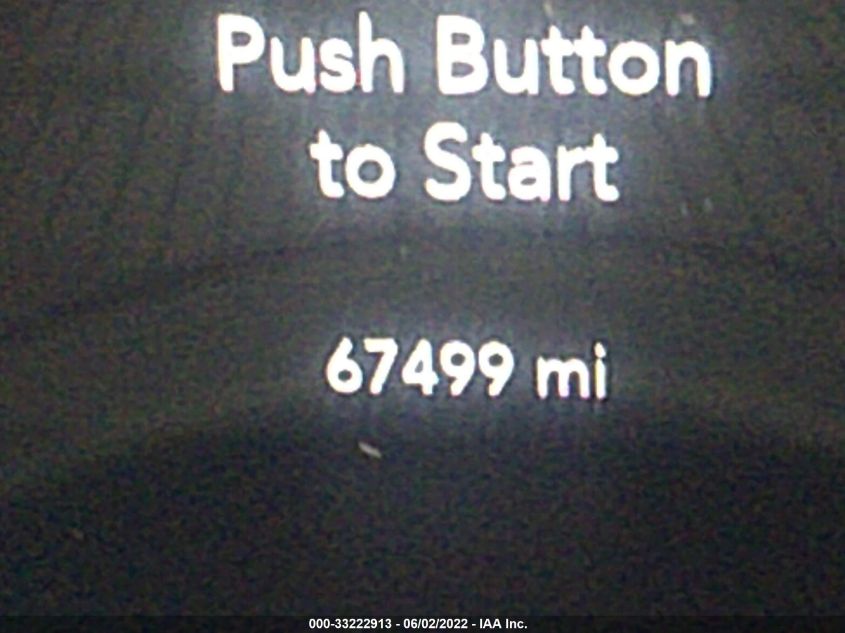 Push Button
to Start
67499 mi
000-33222913 - 06/02/2022 - IAA Inc.